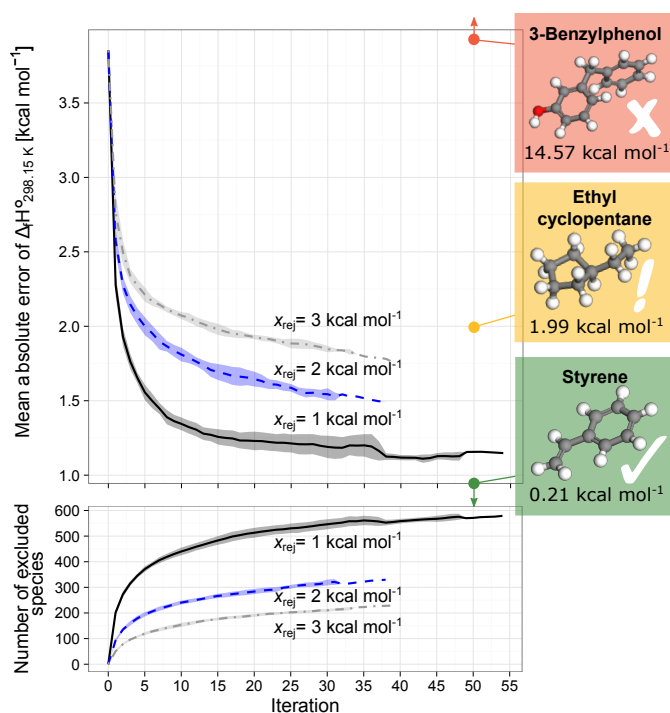 Mean absolute error of ΔfH°298.15 K [kcal mol-1]
3.5
3.0
2.5
2.0
1.5
1.0
xrej= 3 kcal mol-1
xrej= 2 kcal mol-1
xrej= 1 kcal mol-1
3-Benzylphenol
14.57 kcal mol-1
Ethyl
cyclopentane
!
1.99 kcal mol-1
Styrene
0.21 kcal mol-1
Number of excluded
species
600
500
400
300
200
100
0
xrej= 1 kcal mol-1
xrej= 2 kcal mol-1
xrej= 3 kcal mol-1
0 5 10 15 20 25 30 35 40 45 50 55
Iteration